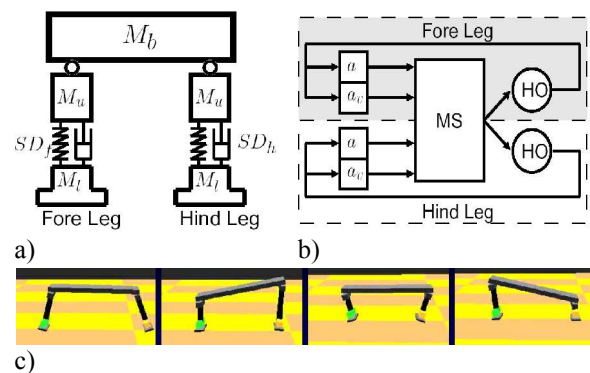 M_b
M_u M_u
SD_f SD_h
M_l M_l
Fore Leg Hind Leg
a)
Fore Leg
a
a_v
MS
HO
a
a_v
HO
Hind Leg
b)
c)